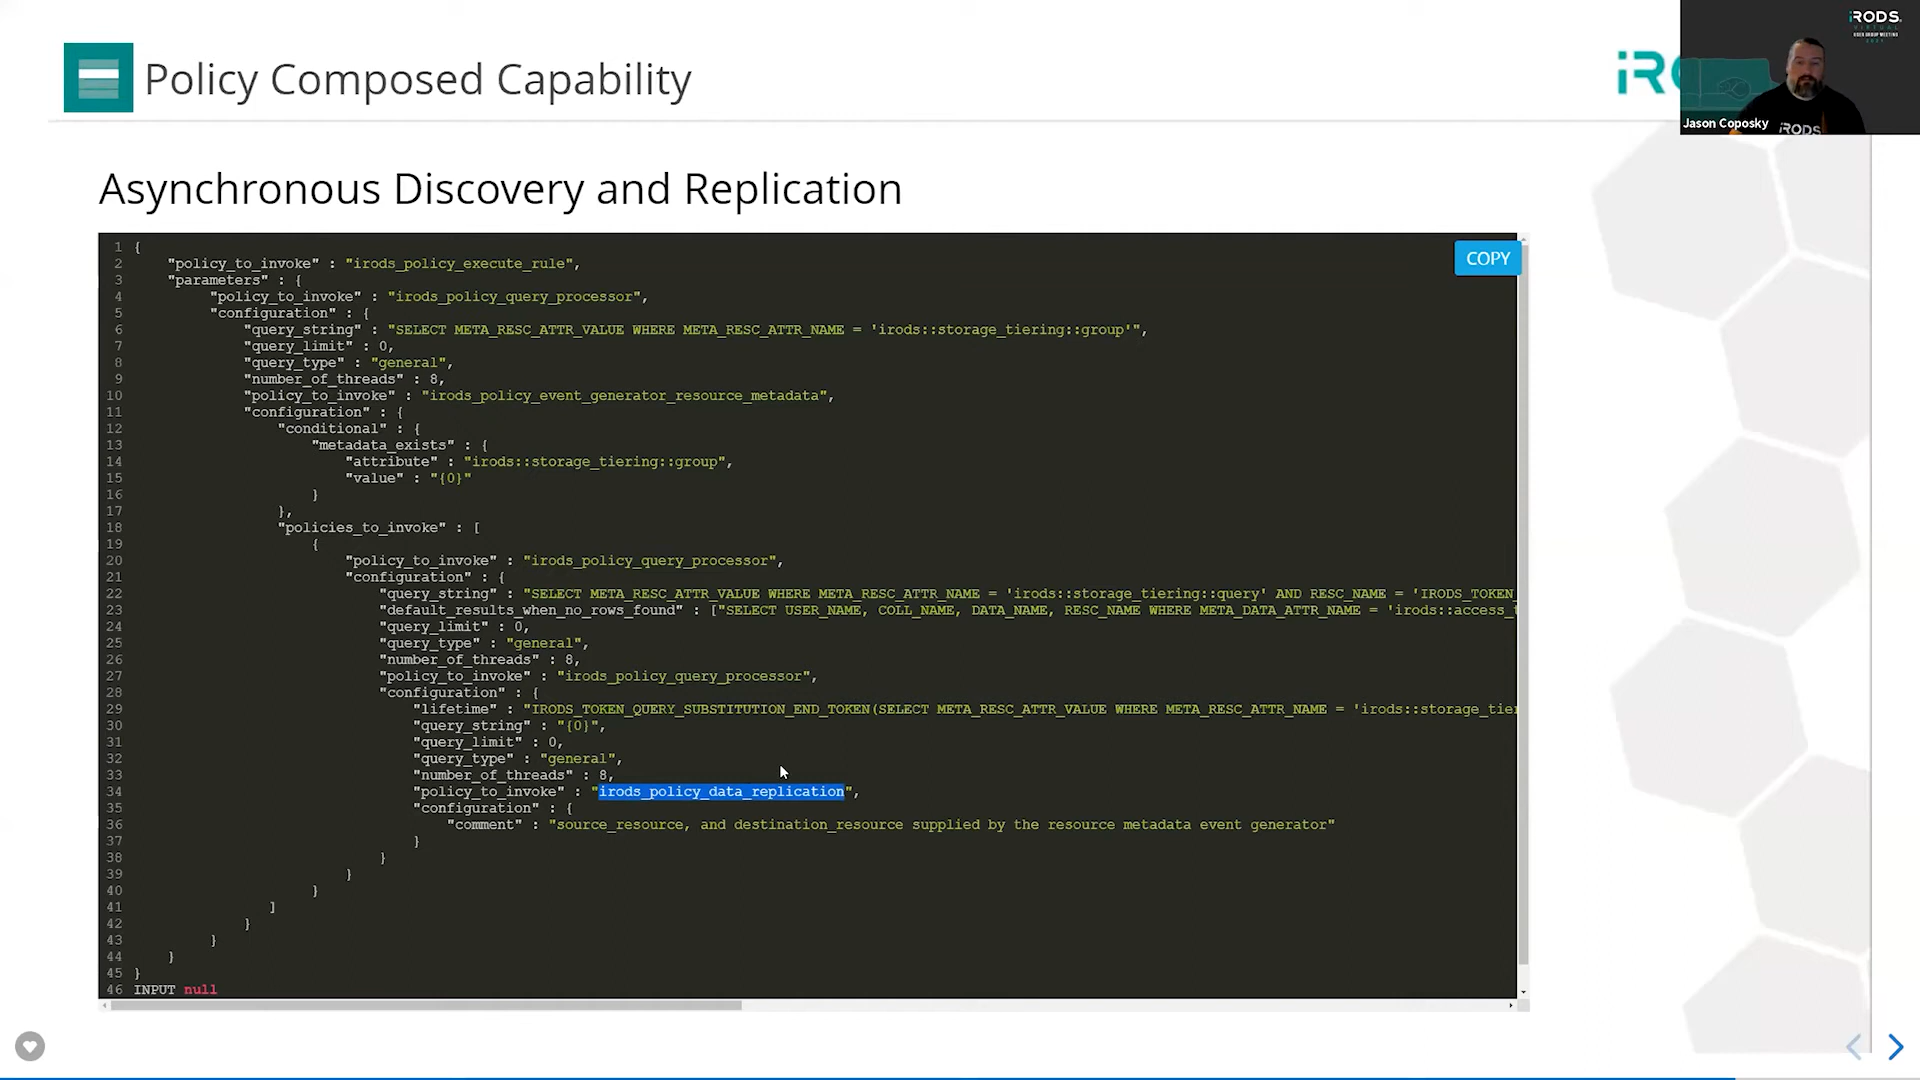 Policy Composed Capability
iRODS
VIRTUAL
USER GROUP MEETING
Jason Coposky
iRODS
Asynchronous Discovery and Replication
COPY
1 {
2 "policy_to_invoke" : "irods_policy_execute_rule",
3 "parameters" : {
4 "policy_to_invoke" : "irods_policy_query_processor",
5 "configuration" : {
6 "query_string" : "SELECT META_RESC_ATTR_VALUE WHERE META_RESC_ATTR_NAME = 'irods::storage_tiering::group'",
7 "query_limit" : 0,
8 "query_type" : "general",
9 "number_of_threads" : 8,
10 "policy_to_invoke" : "irods_policy_event_generator_resource_metadata",
11 "configuration" : {
12 "conditional" : {
13 "metadata_exists" : {
14 "attribute" : "irods::storage_tiering::group",
15 "value" : "{0}"
16 }
17 },
18 "policies_to_invoke" : [
19 {
20 "policy_to_invoke" : "irods_policy_query_processor",
21 "configuration" : {
22 "query_string" : "SELECT META_RESC_ATTR_VALUE WHERE META_RESC_ATTR_NAME = 'irods::storage_tiering::query' AND RESC_NAME = 'IRODS_TOKEN_
23 "default_results_when_no_rows_found" : ["SELECT USER_NAME, COLL_NAME, DATA_NAME, RESC_NAME WHERE META_DATA_ATTR_NAME = 'irods::access_
24 "query_limit" : 0,
25 "query_type" : "general",
26 "number_of_threads" : 8,
27 "policy_to_invoke" : "irods_policy_query_processor",
28 "configuration" : {
29 "lifetime" : "IRODS_TOKEN_QUERY_SUBSTITUTION_END_TOKEN(SELECT META_RESC_ATTR_VALUE WHERE META_RESC_ATTR_NAME = 'irods::storage_tier
30 "query_string" : "{0}",
31 "query_limit" : 0,
32 "query_type" : "general",
33 "number_of_threads" : 8,
34 "policy_to_invoke" : "irods_policy_data_replication",
35 "configuration" : {
36 "comment" : "source_resource, and destination_resource supplied by the resource metadata event generator"
37 }
38 }
39 }
40 }
41 ]
42 }
43 }
44 }
45 }
46 INPUT null